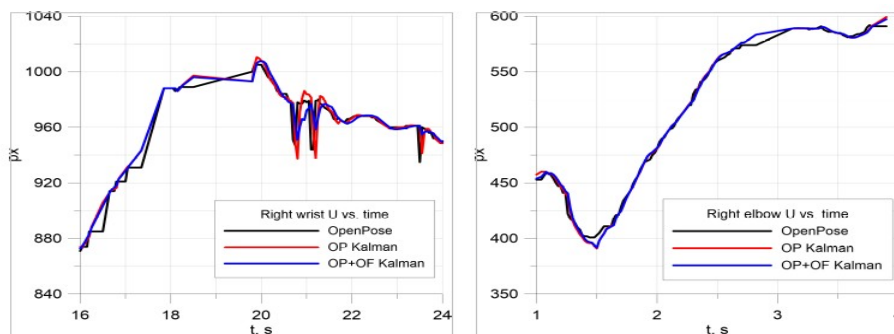 1040
1000
960
920
880
840
px
16
18
20
22
24
t, s
Right wrist U vs. time
OpenPose
OP Kalman
OP+OF Kalman
600
550
500
450
400
350
px
1
2
3
t, s
Right elbow U vs. time
OpenPose
OP Kalman
OP+OF Kalman